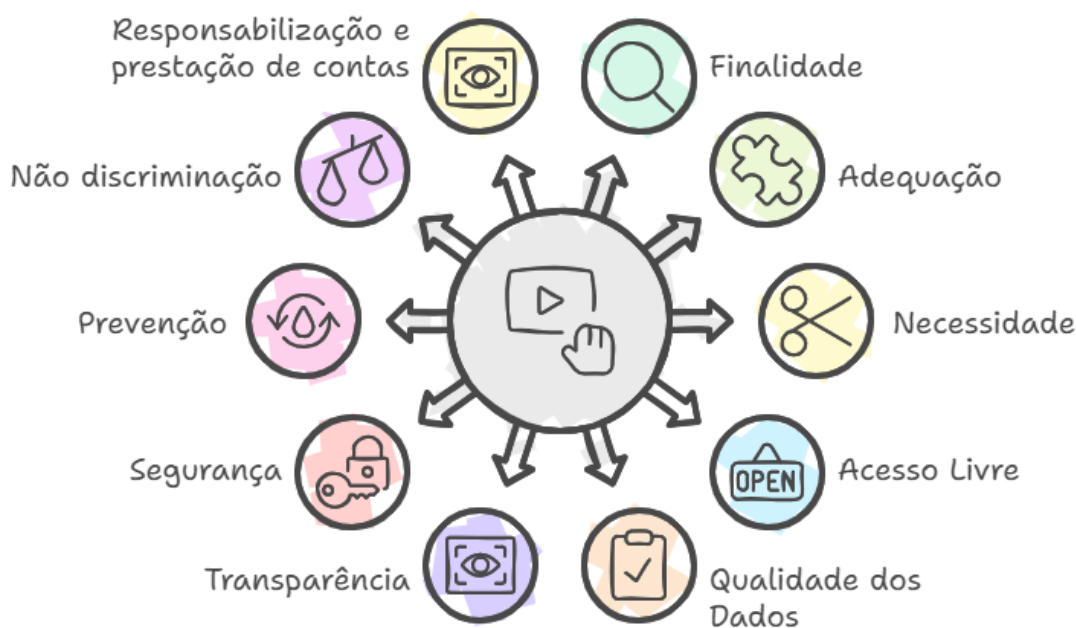 Responsabilização e
prestação de contas
Finalidade
Não discriminação
Adequação
Prevenção
Necessidade
Segurança
OPEN
Acesso Livre
Transparência
Qualidade dos
Dados